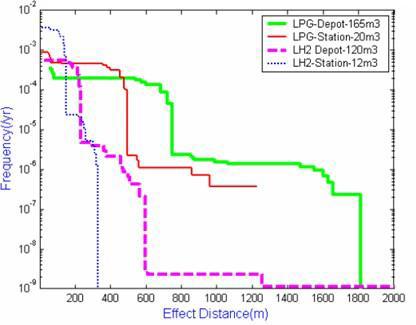 LPG-Depot-165m3
LPG-Station-20m3
LH2 Depot-120m3
LH2-Station-12m3
Frequency(/yr)
10-2
10-3
10-4
10-5
10-6
10-7
10-8
10-9
200 400 600 800 1000 1200 1400 1600 1800 2000
Effect Distance(m)